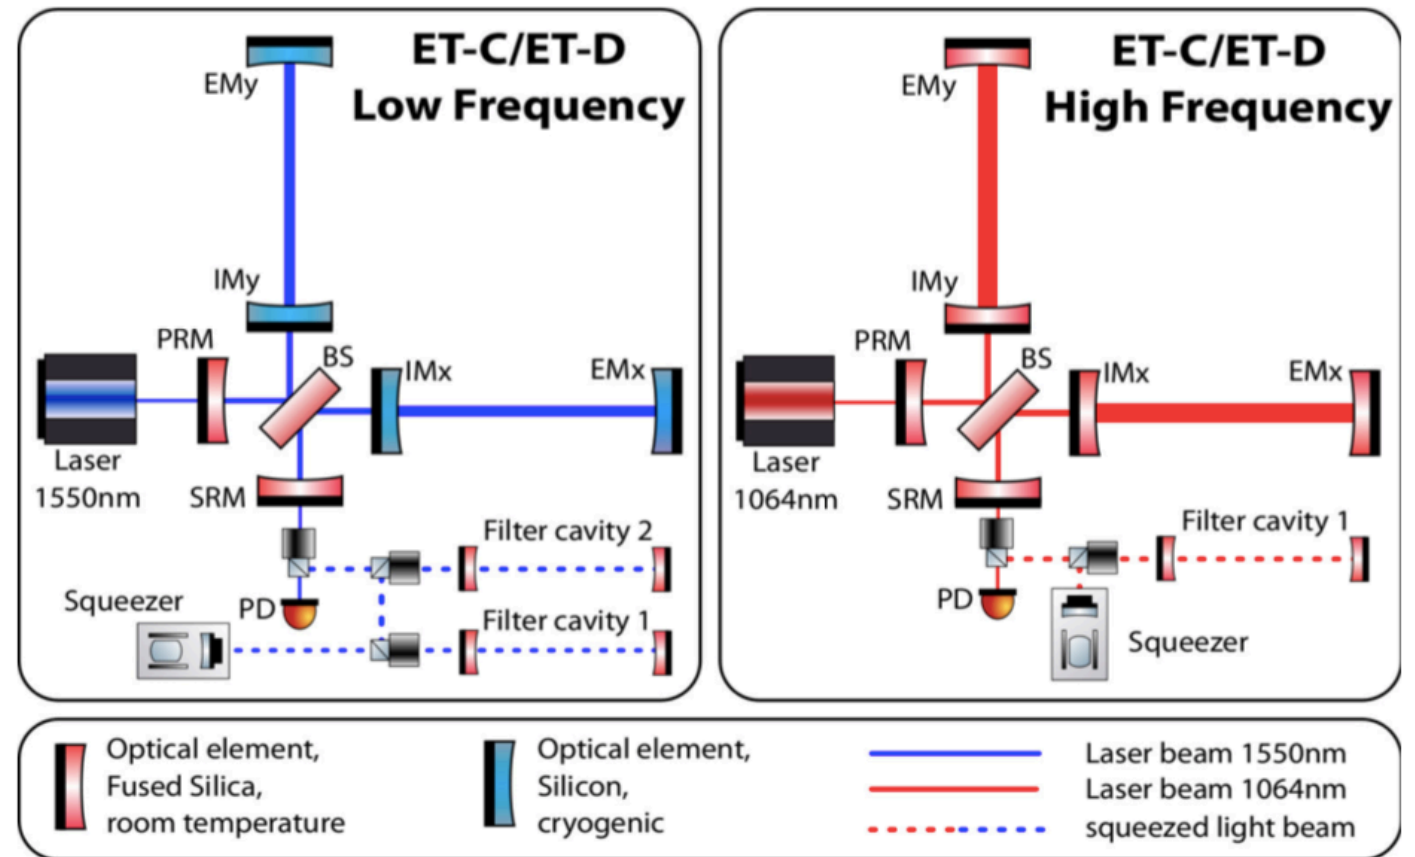 ET-C/ET-D
Low Frequency
EMy
IMy
PRM
BS
IMx
EMx
Laser
1550nm
SRM
Filter cavity 2
Squeezer
PD
Filter cavity 1
ET-C/ET-D
High Frequency
EMy
IMy
PRM
BS
IMx
EMx
Laser
1064nm
SRM
Filter cavity 1
PD
Squeezer
Optical element,
Fused Silica,
room temperature
Optical element,
Silicon,
cryogenic
Laser beam 1550nm
Laser beam 1064nm
squeezed light beam